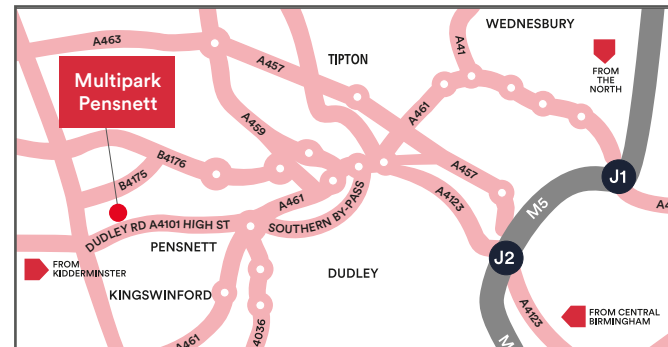 WEDNESBURY
A463
A41
TIPTON
A457
FROM
THE
NORTH
Multipark
Pensnett
A461
A459
B4176
A457
J1
B4175
A461
M5
A4123
DUDLEY RD A4101 HIGH ST
SOUTHERN BY-PASS
PENSNETT
J2
FROM
KIDDERMINSTER
DUDLEY
KINGSWINFORD
A4123
FROM CENTRAL
BIRMINGHAM
A461
4036